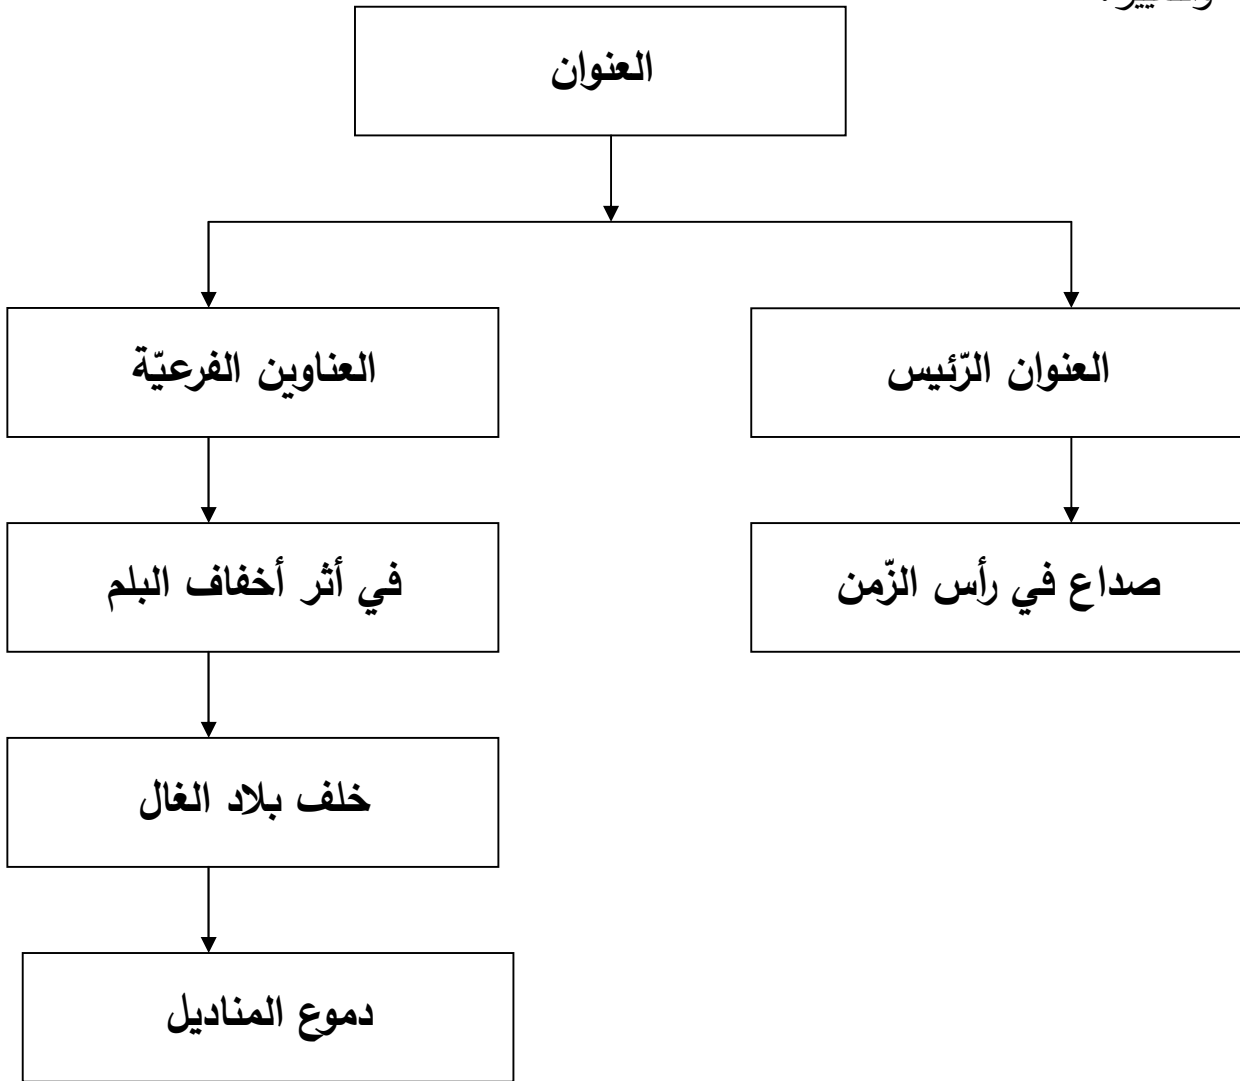 العنوان
العنوان الرّئيس
العناوين الفرعيّة
صداع في رأس الزّمن
في أثر أخفاف البلم
خلف بلاد الغال
دموع المناديل